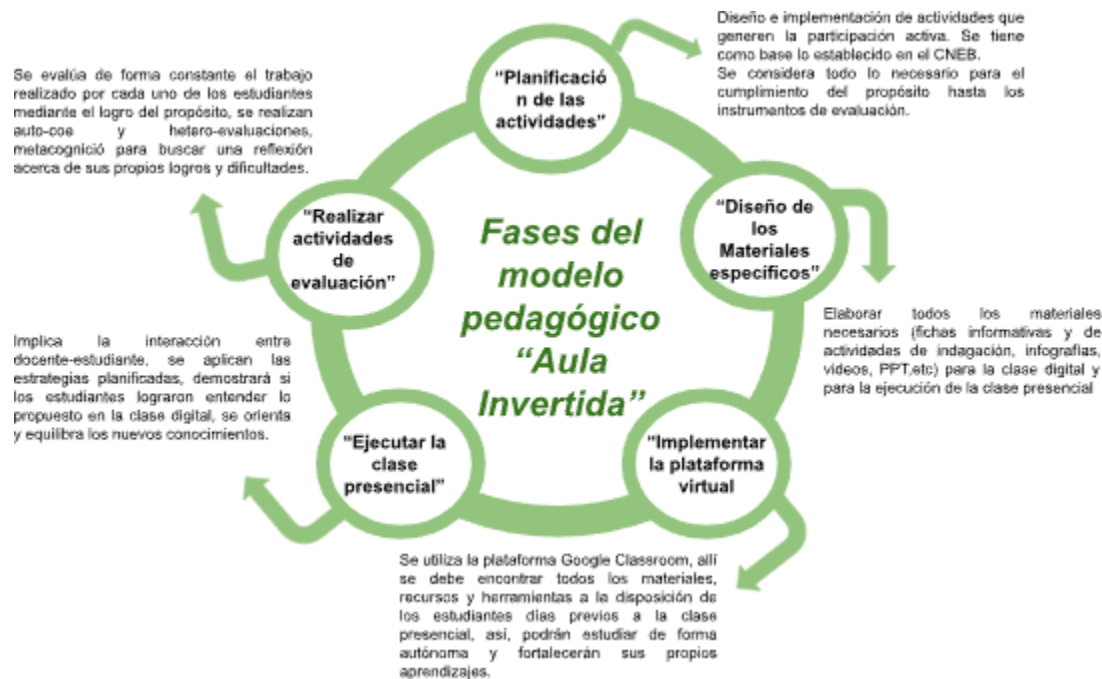 Fases del
modelo
pedagógico
“Aula
Invertida”
“Planificació
n de las
actividades”
Diseño e implementación de actividades que
generen la participación activa. Se tiene
como base lo establecido en el CNEB.
Se considera todo lo necesario para el
cumplimiento del propósito hasta los
instrumentos de evaluación.
“Diseño de
los
Materiales
específicos”
Elaborar todos los materiales
necesarios (fichas informativas y de
actividades de indagación, infografías,
videos, PPT,etc) para la clase digital y
para la ejecución de la clase presencial
“Implementar
la plataforma
virtual
Se utiliza la plataforma Google Classroom, allí
se debe encontrar todos los materiales,
recursos y herramientas a la disposición de
los estudiantes días previos a la clase
presencial, así, podrán estudiar de forma
autónoma y fortalecerán sus propios
aprendizajes.
“Ejecutar la
clase
presencial”
Implica la interacción entre
docente-estudiante, se aplican las
estrategias planificadas, demostrará si
los estudiantes lograron entender lo
propuesto en la clase digital, se orienta
y equilibra los nuevos conocimientos.
“Realizar
actividades
de
evaluación”
Se evalúa de forma constante el trabajo
realizado por cada uno de los estudiantes
mediante el logro del propósito, se realizan
auto-coe y hetero-evaluaciones,
metacognició para buscar una reflexión
acerca de sus propios logros y dificultades.